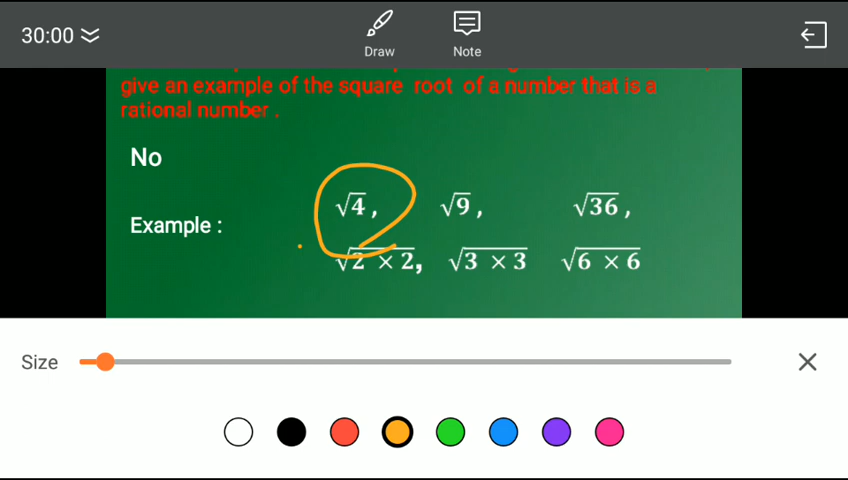 30:00
Draw
Note
give an example of the square root of a number that is a
rational number .
No
Example :
√4 , √9 , √36 ,
√2 × 2, √3 × 3 √6 × 6
Size